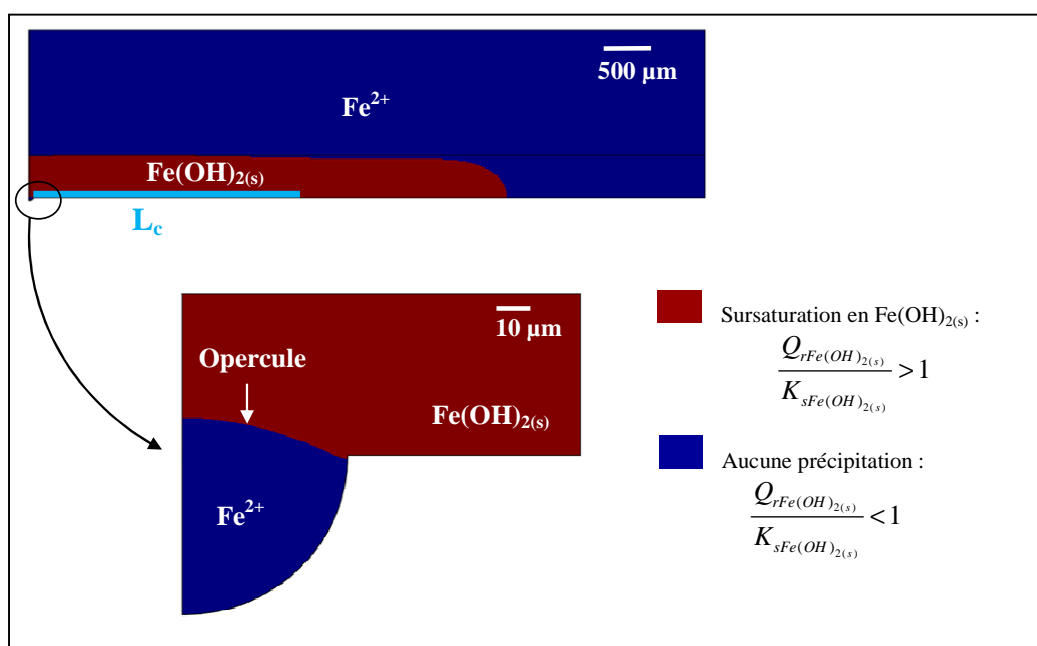 500 µm
Fe2+
Fe(OH)2(s)
Lc
10 µm
Opercule
Fe(OH)2(s)
Fe2+
Sursaturation en Fe(OH)2(s) :
QrFe(OH)2(s) / KsFe(OH)2(s) > 1
Aucune précipitation :
QrFe(OH)2(s) / KsFe(OH)2(s) < 1